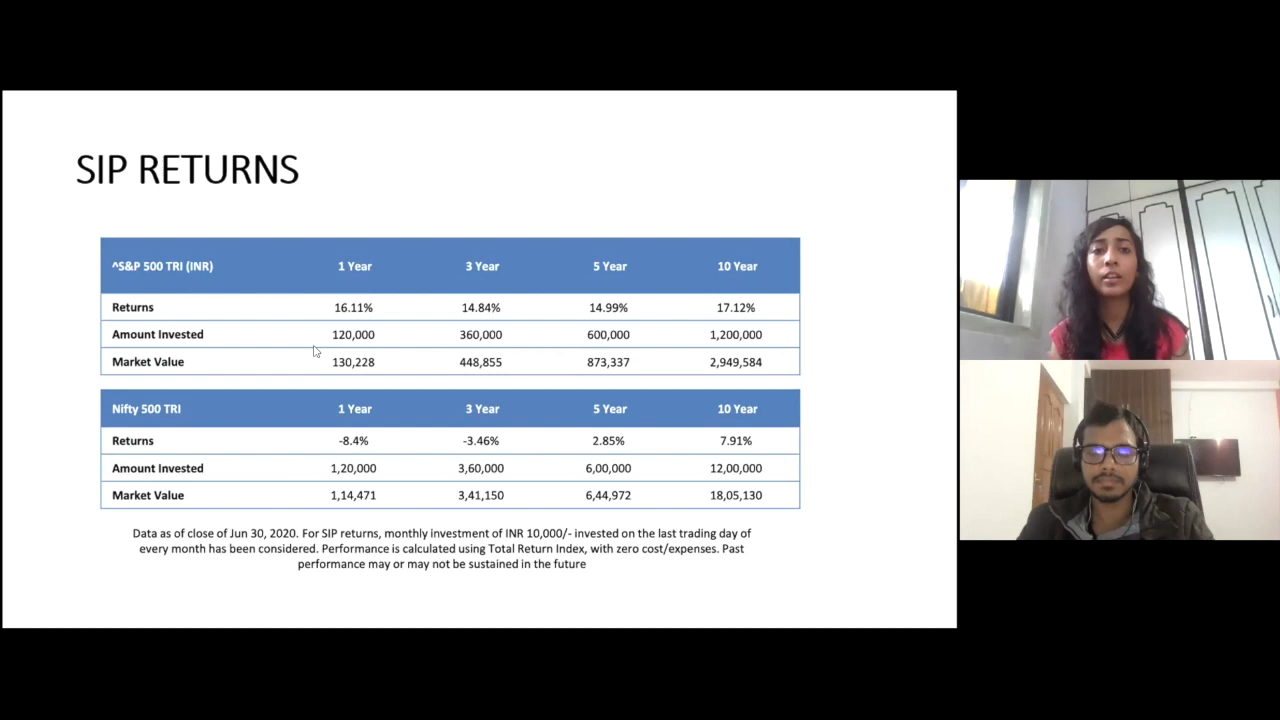 SIP RETURNS
^S&P 500 TRI (INR) 1 Year 3 Year 5 Year 10 Year
Returns 16.11% 14.84% 14.99% 17.12%
Amount Invested 120,000 360,000 600,000 1,200,000
Market Value 130,228 448,855 873,337 2,949,584
Nifty 500 TRI 1 Year 3 Year 5 Year 10 Year
Returns -8.4% -3.46% 2.85% 7.91%
Amount Invested 1,20,000 3,60,000 6,00,000 12,00,000
Market Value 1,14,471 3,41,150 6,44,972 18,05,130
Data as of close of Jun 30, 2020. For SIP returns, monthly investment of INR 10,000/- invested on the last trading day of
every month has been considered. Performance is calculated using Total Return Index, with zero cost/expenses. Past
performance may or may not be sustained in the future